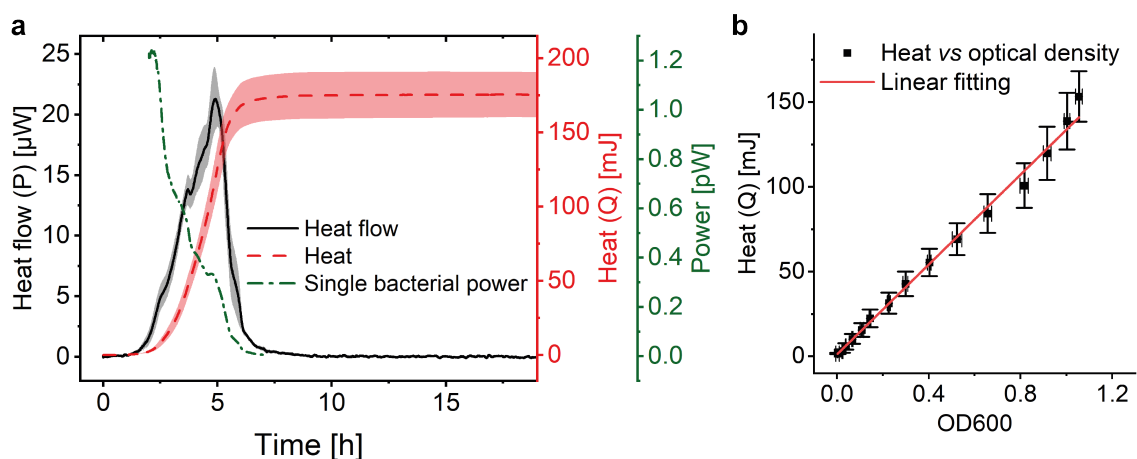 a
25
20
15
10
5
0
Heat flow (P) [µW]
Heat flow
Heat
Single bacterial power
0
5
10
15
Time [h]
200
150
100
50
0
Heat (Q) [mJ]
1.2
1.0
0.8
0.6
0.4
0.2
0.0
Power [pW]
b
Heat vs optical density
Linear fitting
150
100
50
0
Heat (Q) [mJ]
0.0
0.4
0.8
1.2
OD600